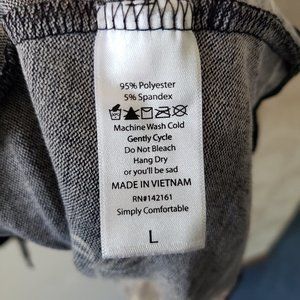 95% Polyester
5% Spandex
Machine Wash Cold
Gently Cycle
Do Not Bleach
Hang Dry
or you'll be sad
MADE IN VIETNAM
RN#142161
Simply Comfortable
L